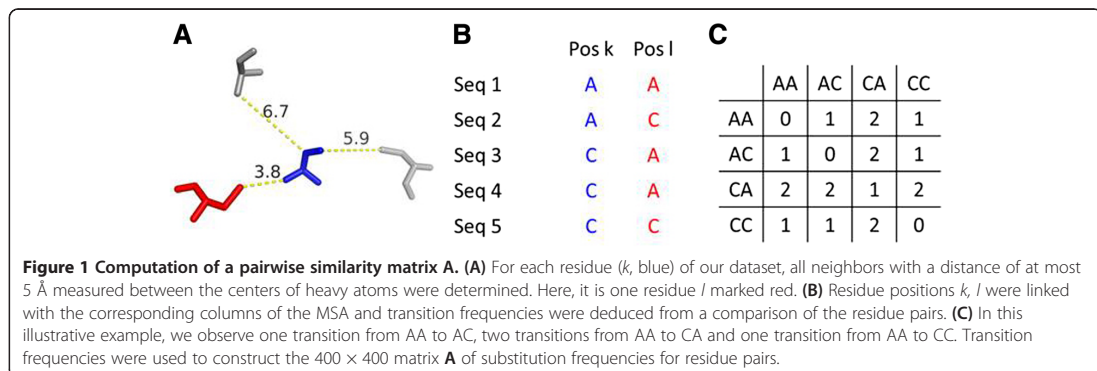 A
6.7
5.9
3.8
B
Pos k Pos l
Seq 1 A A
Seq 2 A C
Seq 3 C A
Seq 4 C A
Seq 5 C C
C
AA AC CA CC
AA 0 1 2 1
AC 1 0 2 1
CA 2 2 1 2
CC 1 1 2 0
Figure 1 Computation of a pairwise similarity matrix A. (A) For each residue (k, blue) of our dataset, all neighbors with a distance of at most
5 Å measured between the centers of heavy atoms were determined. Here, it is one residue l marked red. (B) Residue positions k, l were linked
with the corresponding columns of the MSA and transition frequencies were deduced from a comparison of the residue pairs. (C) In this
illustrative example, we observe one transition from AA to AC, two transitions from AA to CA and one transition from AA to CC. Transition
frequencies were used to construct the 400 × 400 matrix A of substitution frequencies for residue pairs.